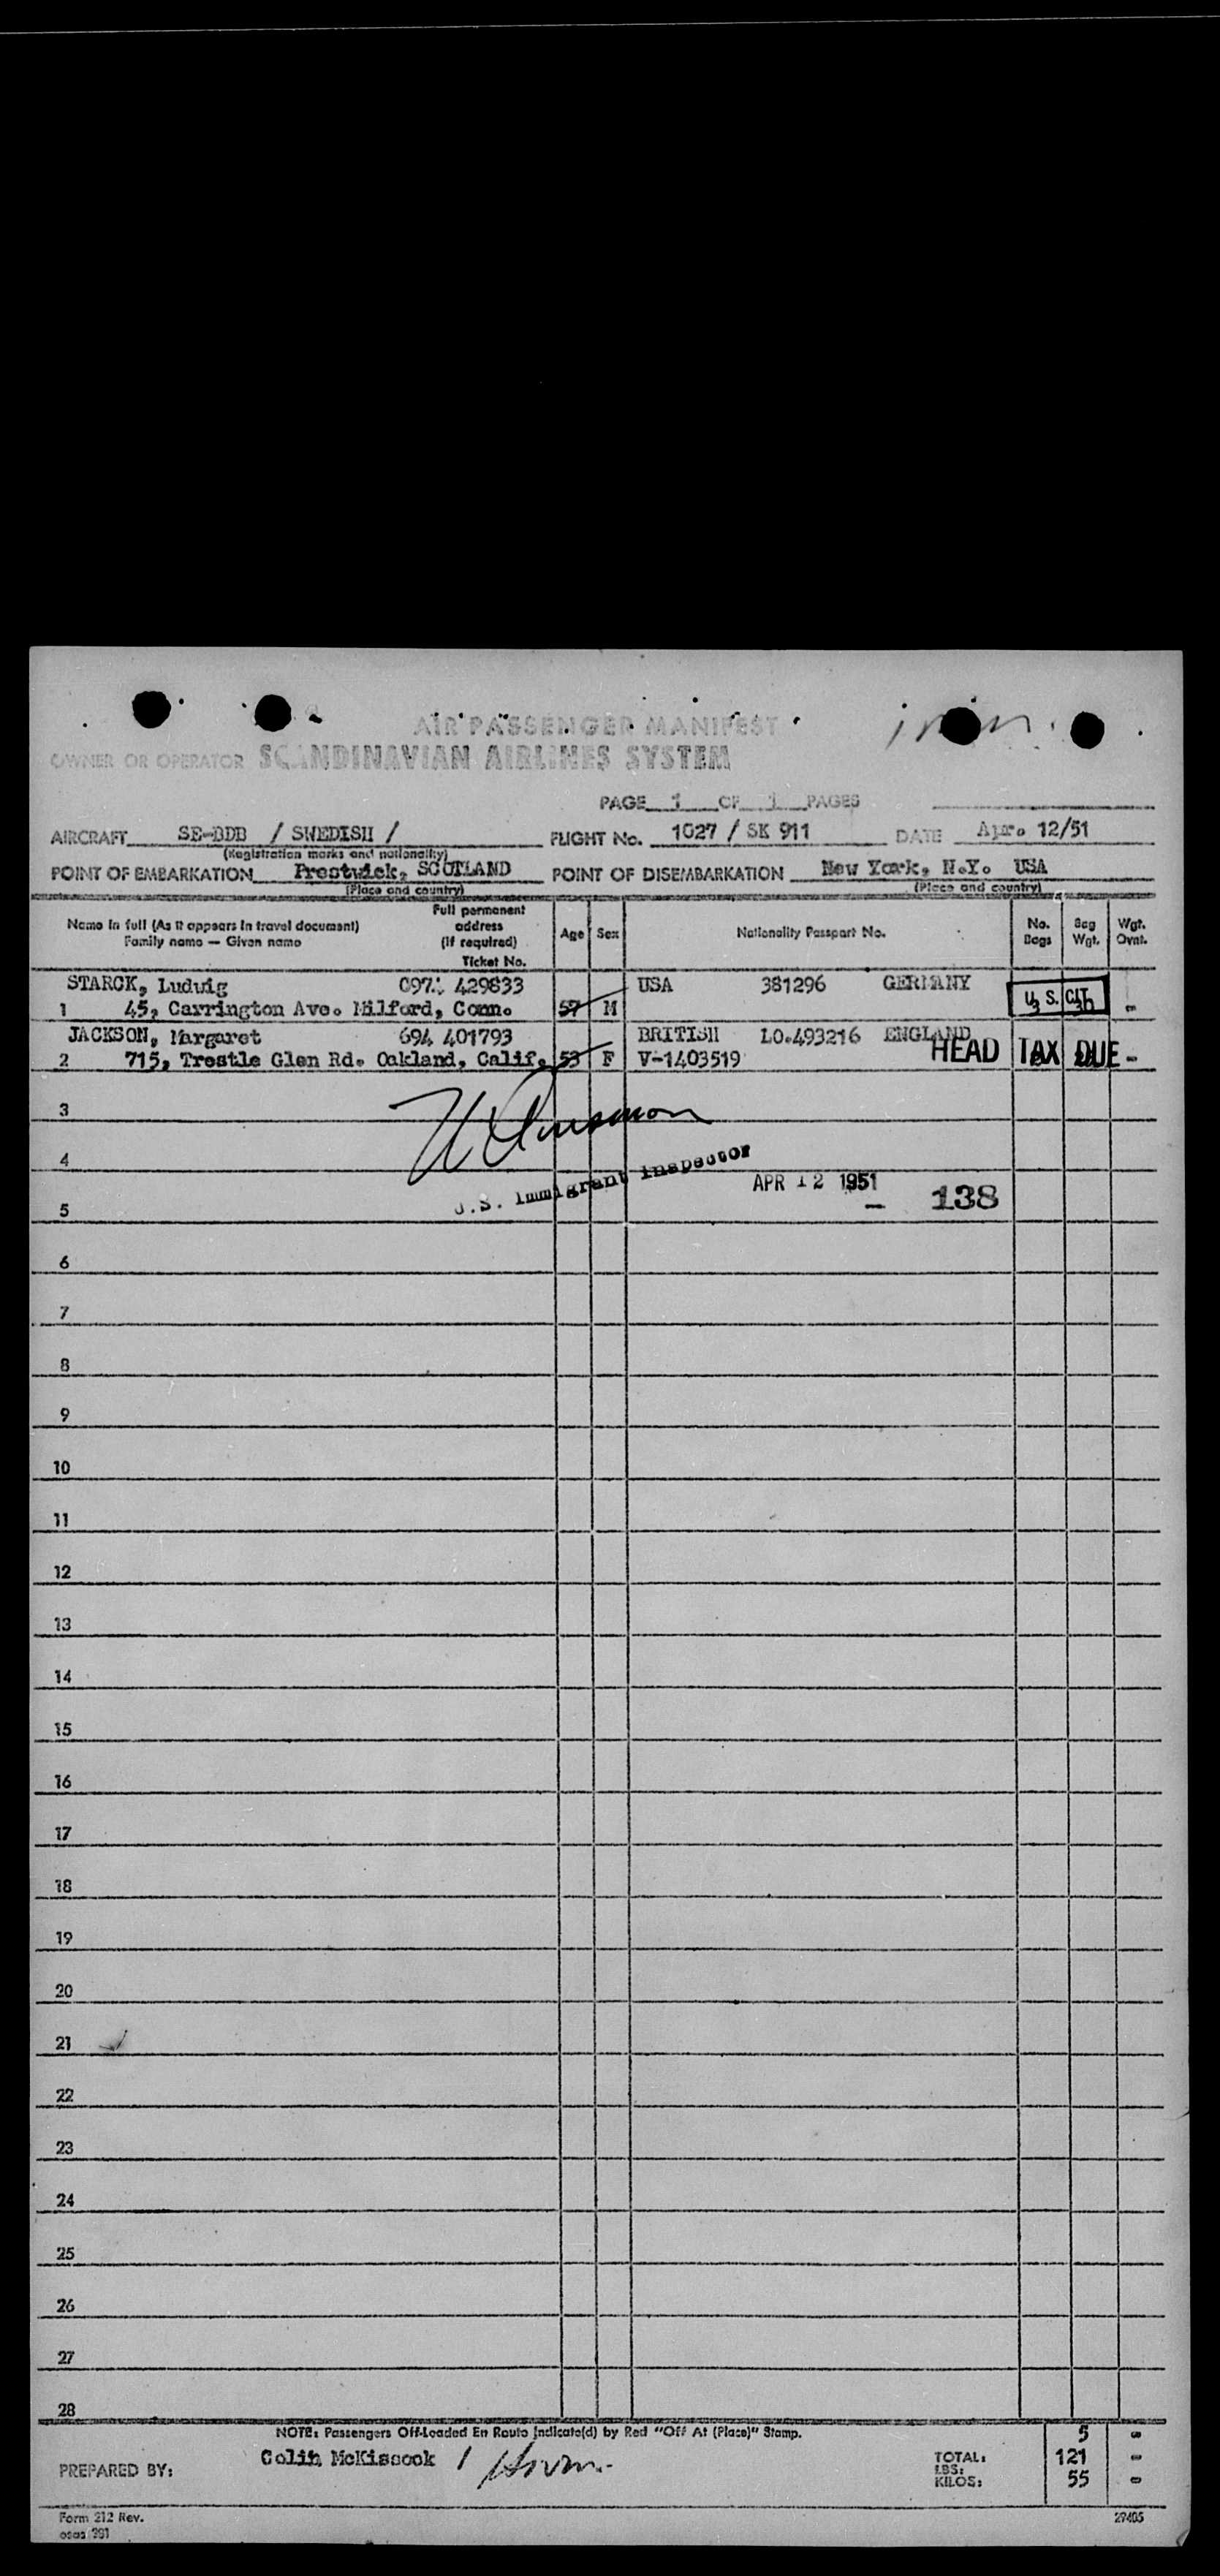 AIR PASSENGER MANIFEST
OWNER OR OPERATOR SCANDINAVIAN AIRLINES SYSTEM
PAGE 1 OF 1 PAGES
AIRCRAFT SE-BDB / SWEDISH / FLIGHT No. 1027 / SK 911 DATE Apr. 12/51
(Registration marks and nationality)
POINT OF EMBARKATION Prestwick, SCOTLAND POINT OF DISEMBARKATION New York, N.Y. USA
(Place and country) (Place and country)
Name in full (As it appears in travel document)
Family name — Given name
Full permanent
address
(if required)
Ticket No.
Age Sex Nationality Passport No. No. Bags Bag Wgt. Wgt. Ovnt.
STARCK, Ludwig 429833 USA 381296 GERMANY
1 45, Carrington Ave. Milford, Conn. 57 M U.S. CIT. -
JACKSON, Margaret 694 401793 BRITISH LO.493216 ENGLAND
2 715, Trestle Glen Rd. Oakland, Calif. 53 F V-1403519 HEAD TAX DUE -
3
4
U.S. Immigrant Inspector
APR 12 1951
— 138
5
6
7
8
9
10
11
12
13
14
15
16
17
18
19
20
21
22
23
24
25
26
27
28
NOTE: Passengers Off-Loaded En Route Indicate(d) by Red "Off At (Place)" Stamp. 5 -
PREPARED BY: Colin McKissock /
TOTAL:
LBS: 121 -
KILOS: 55 -
Form 212 Rev.
27405